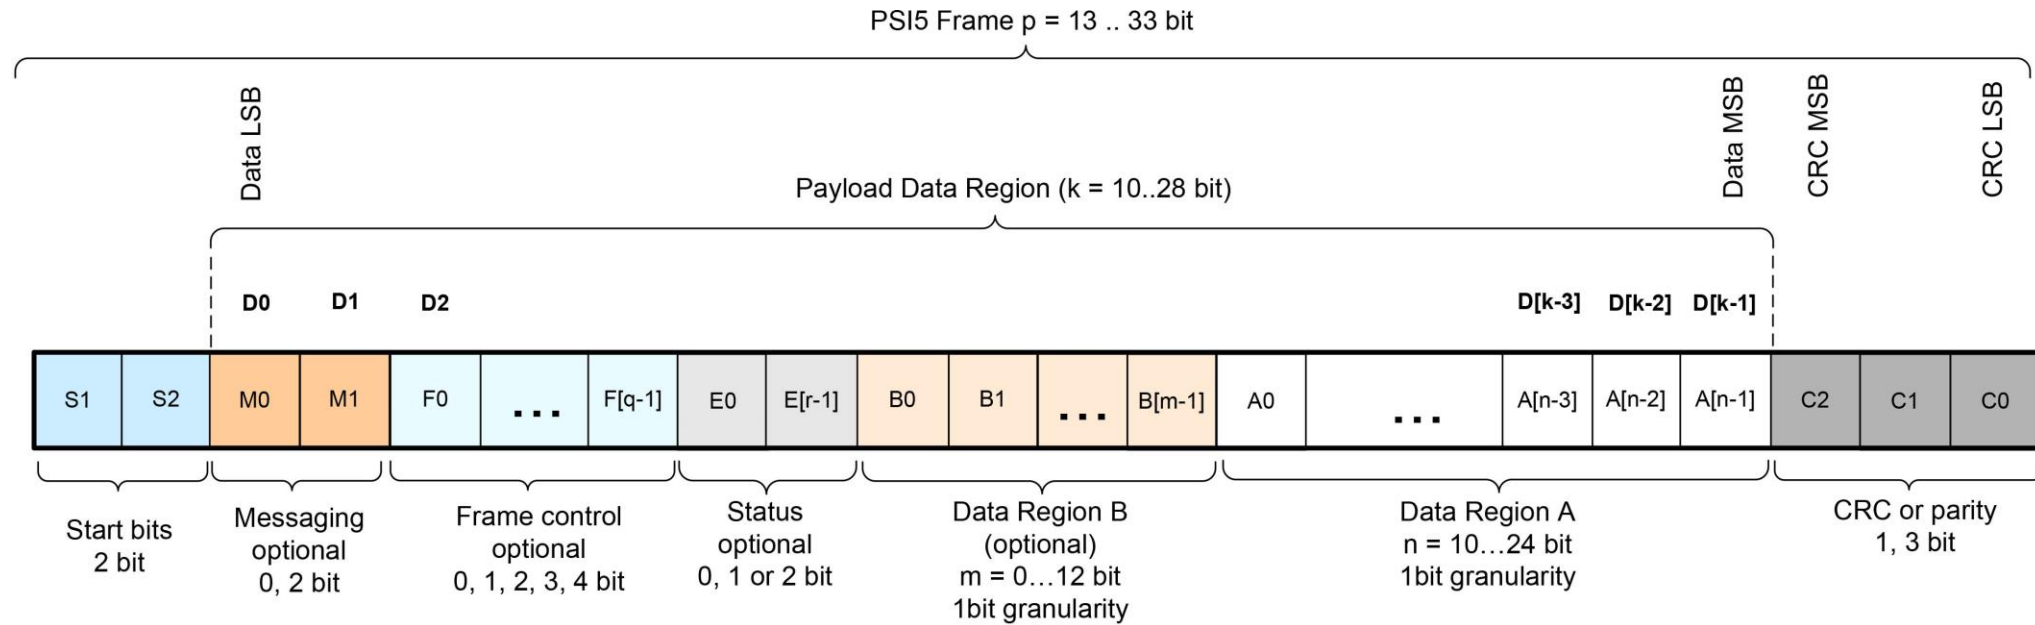 PSI5 Frame p = 13 .. 33 bit
Data LSB
Data MSB
CRC MSB
CRC LSB
Payload Data Region (k = 10..28 bit)
D0 D1 D2 D[k-3] D[k-2] D[k-1]
S1 S2 M0 M1 F0 ... F[q-1] E0 E[r-1] B0 B1 ... B[m-1] A0 ... A[n-3] A[n-2] A[n-1] C2 C1 C0
Start bits
2 bit
Messaging
optional
0, 2 bit
Frame control
optional
0, 1, 2, 3, 4 bit
Status
optional
0, 1 or 2 bit
Data Region B
(optional)
m = 0...12 bit
1bit granularity
Data Region A
n = 10...24 bit
1bit granularity
CRC or parity
1, 3 bit